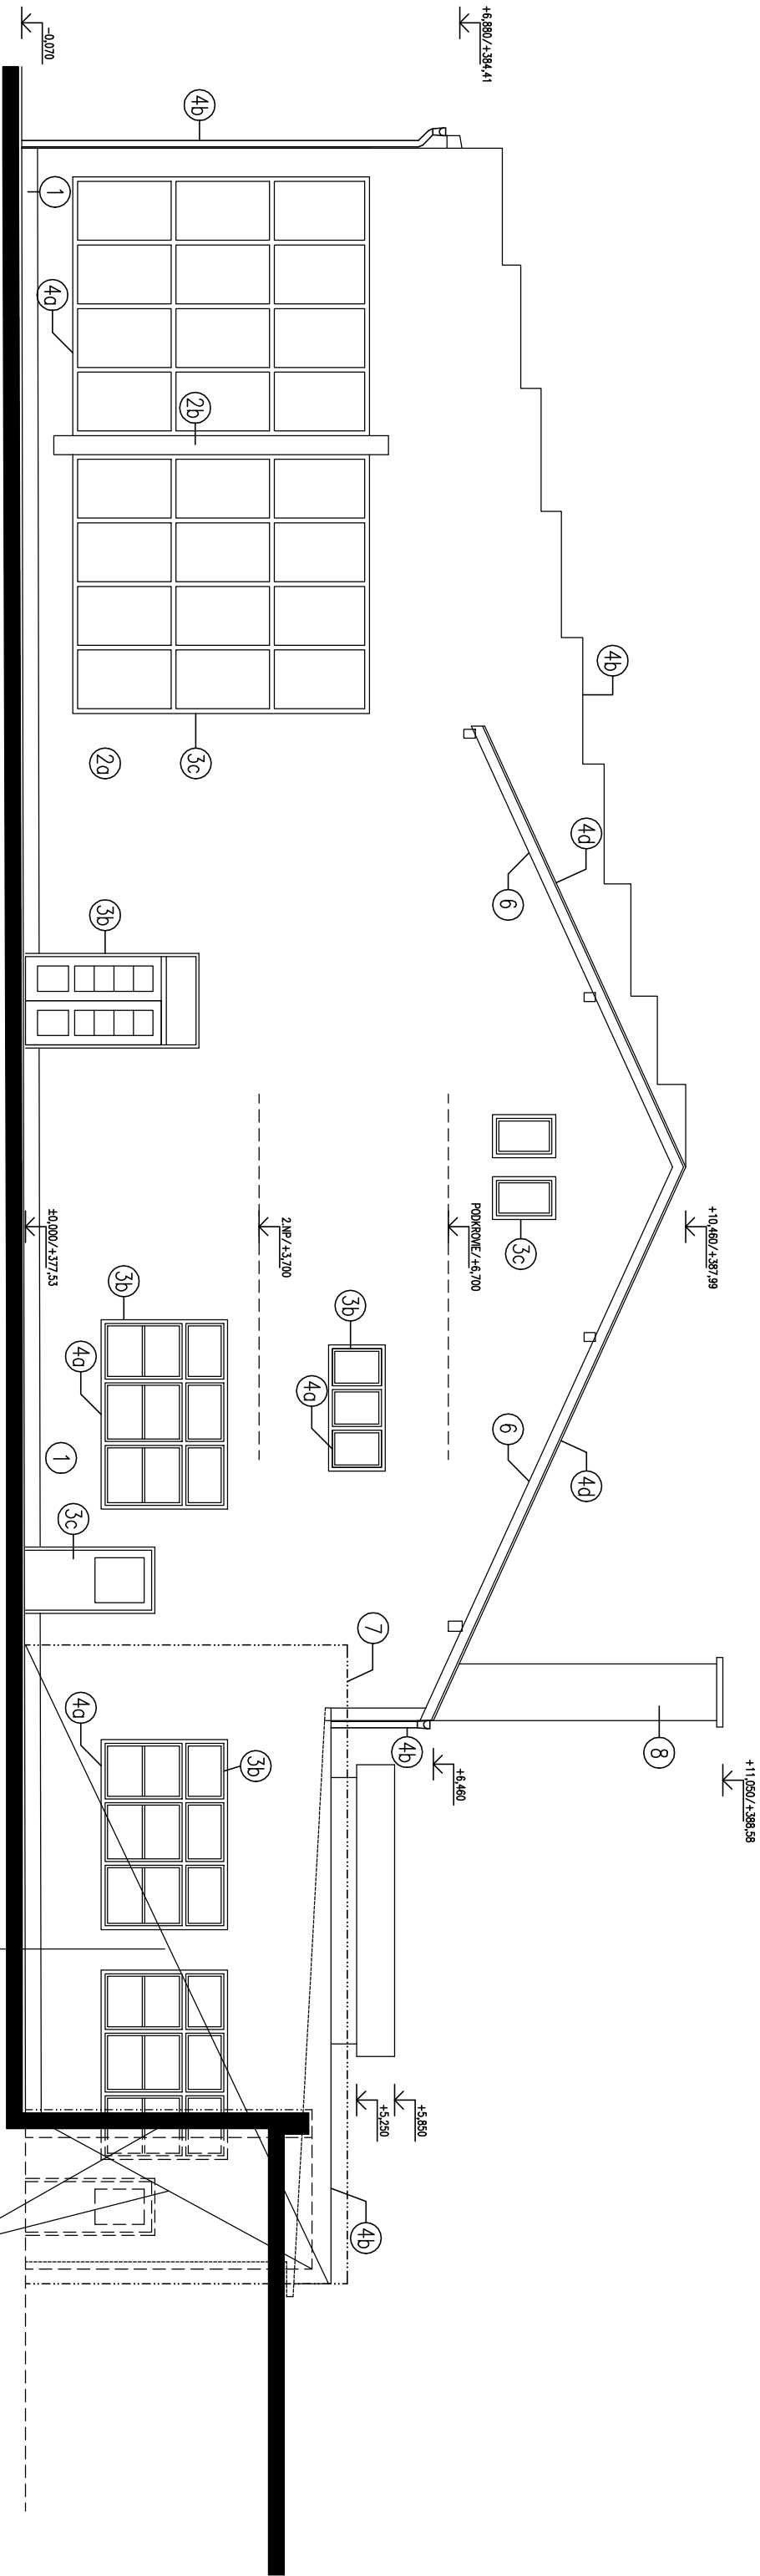 +6,880/+384,41
-0,070
4b
1
4a
2b
4b
3c
2a
4d
6
3b
3c
+10,460/+387,99
PODKROVIE/+6,700
2.NP/+3,700
±0,000/+377,53
3b
4a
3b
4a
1
3c
6
4d
7
4b
+6,460
8
+11,050/+388,58
4a
3b
+5,850
+5,250
4b